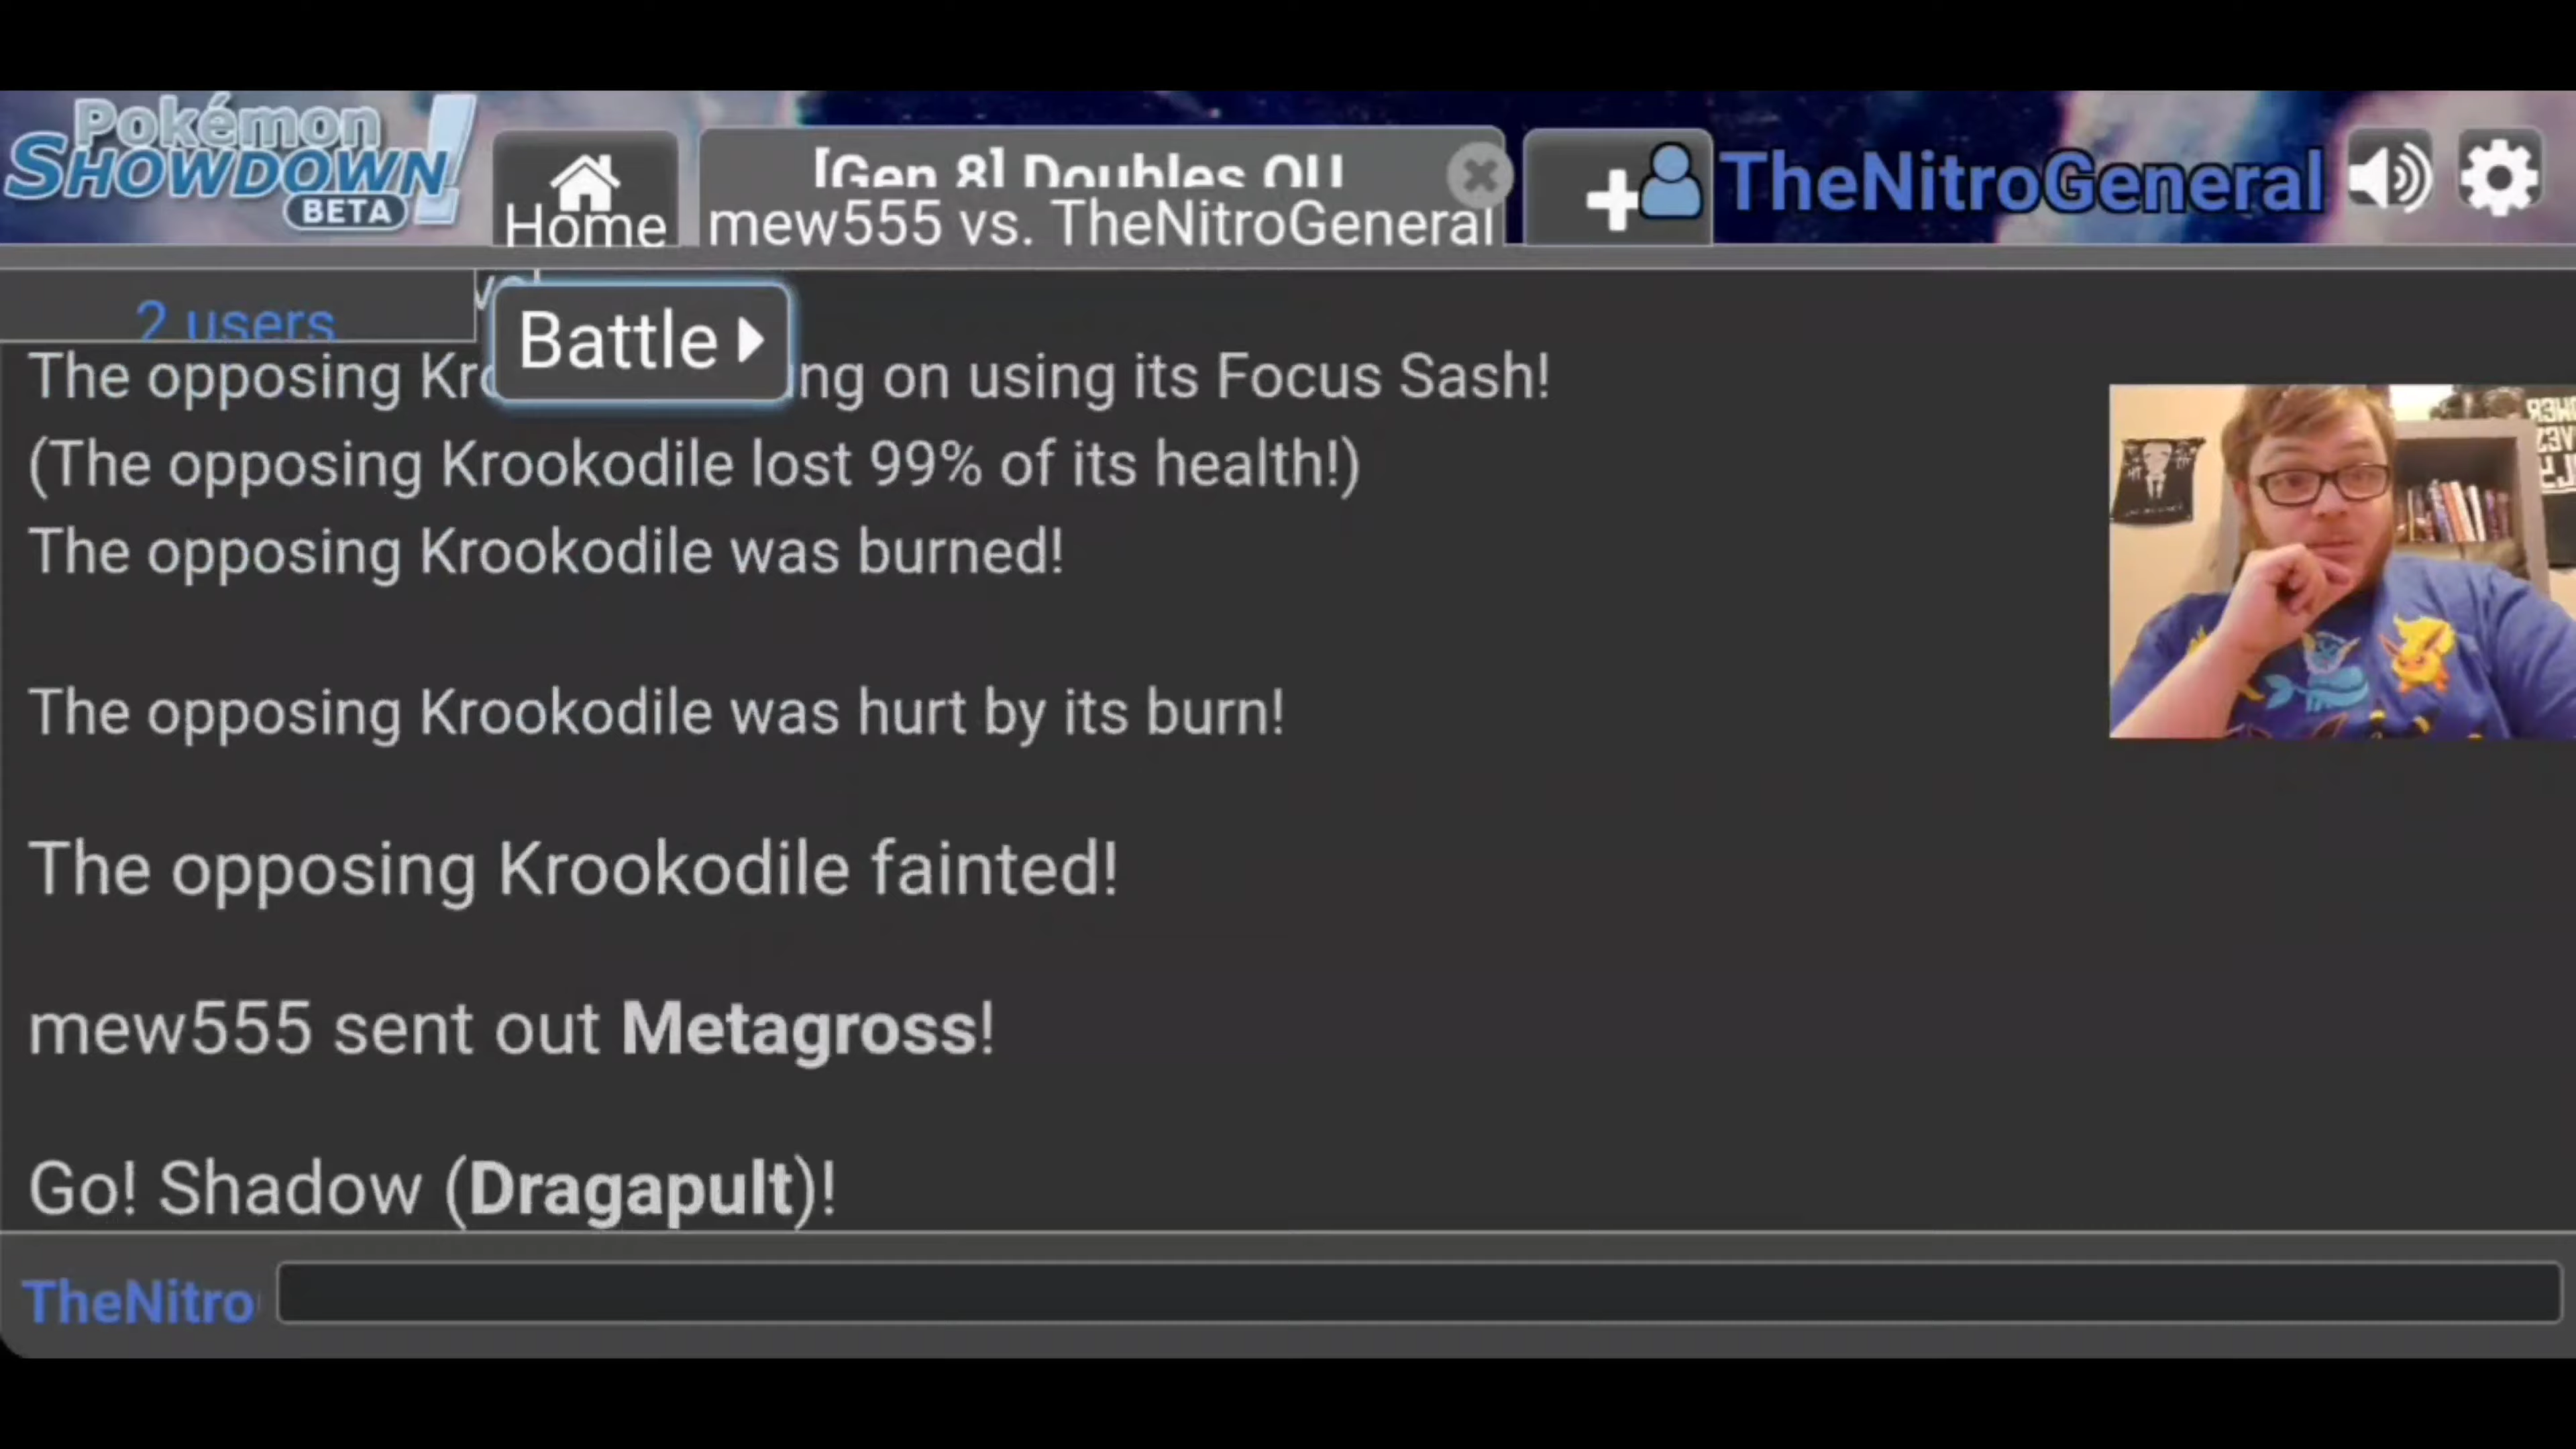 Pokémon
SHOWDOWN!
BETA
Home
[Gen 8] Doubles OU
mew555 vs. TheNitroGeneral
TheNitroGeneral
2 users
Battle
The opposing Kro ng on using its Focus Sash!
(The opposing Krookodile lost 99% of its health!)
The opposing Krookodile was burned!
The opposing Krookodile was hurt by its burn!
The opposing Krookodile fainted!
mew555 sent out Metagross!
Go! Shadow (Dragapult)!
TheNitro